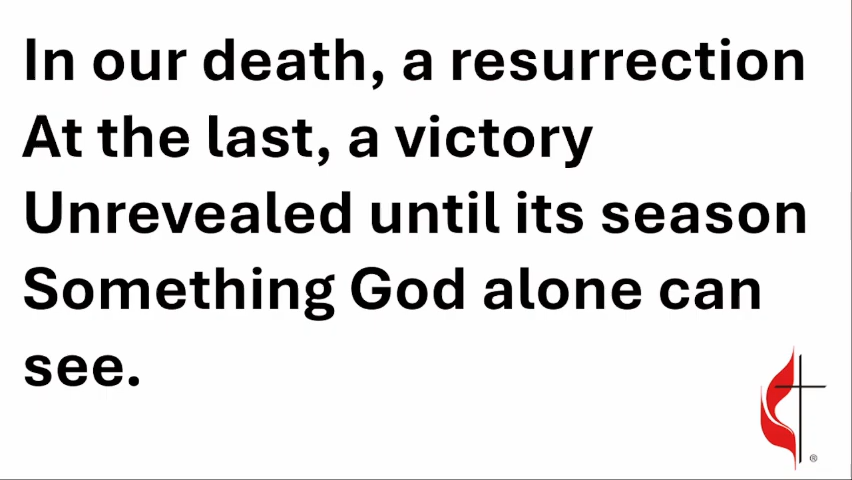 In our death, a resurrection
At the last, a victory
Unrevealed until its season
Something God alone can
see.
®